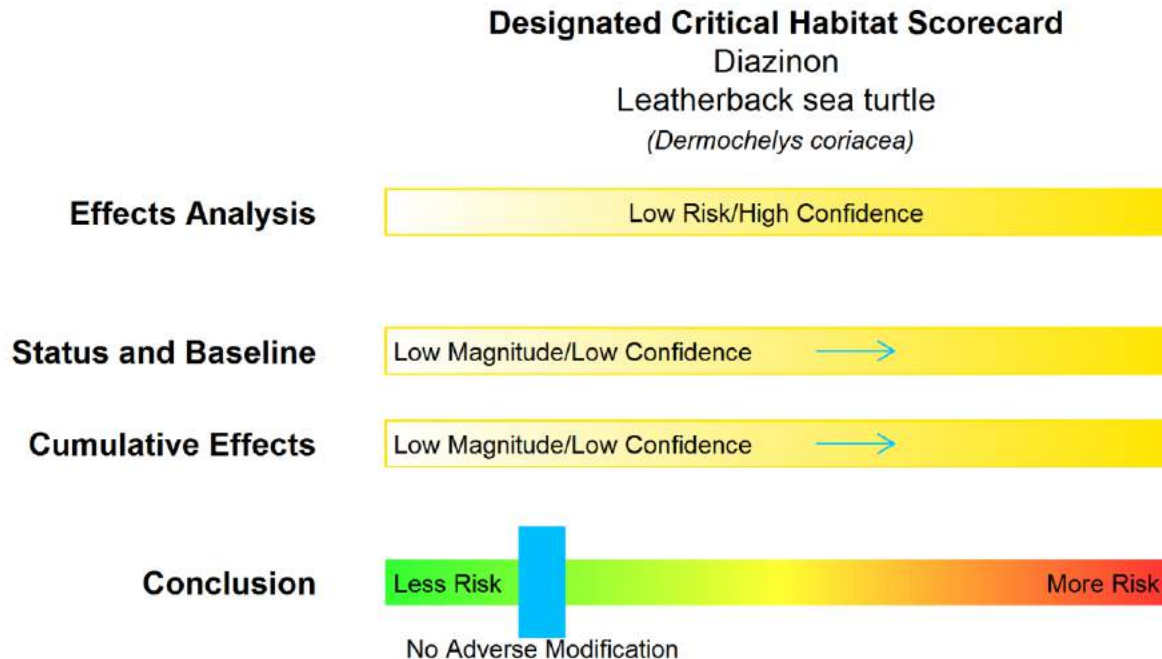 Designated Critical Habitat Scorecard
Diazinon
Leatherback sea turtle
(Dermochelys coriacea)
Effects Analysis
Low Risk/High Confidence
Status and Baseline
Low Magnitude/Low Confidence
Cumulative Effects
Low Magnitude/Low Confidence
Conclusion
Less Risk
More Risk
No Adverse Modification